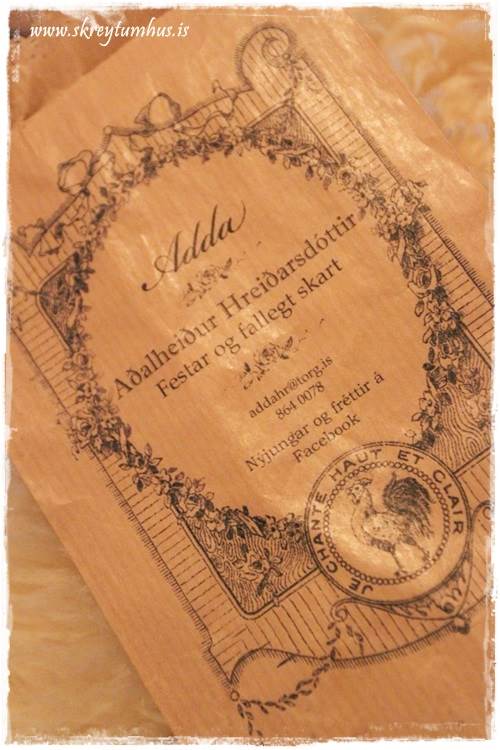 www.skreytumhus.is
Adda
Aðalheiður Hreiðarsdóttir
Festar og fallegt skart
addahr@torg.is
864 0078
Nýjungar og fréttir á
Facebook
JE CHANTE HAUT ET CLAIR